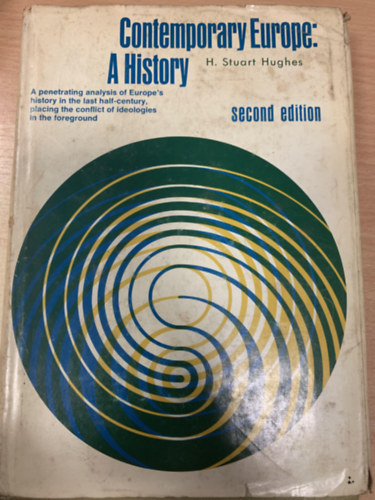 Contemporary Europe:
A History
H. Stuart Hughes
A penetrating analysis of Europe's
history in the last half-century,
placing the conflict of ideologies
in the foreground
second edition